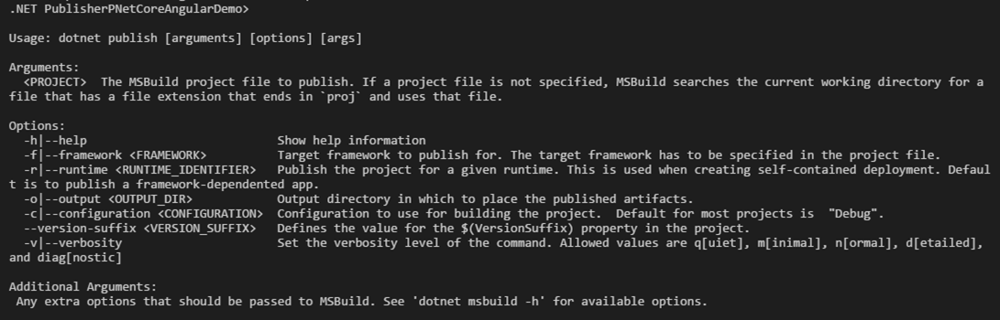 .NET PublisherPNetCoreAngularDemo>
Usage: dotnet publish [arguments] [options] [args]
Arguments:
<PROJECT>  The MSBuild project file to publish. If a project file is not specified, MSBuild searches the current working directory for a
file that has a file extension that ends in `proj` and uses that file.
Options:
-h|--help                           Show help information
-f|--framework <FRAMEWORK>          Target framework to publish for. The target framework has to be specified in the project file.
-r|--runtime <RUNTIME_IDENTIFIER>   Publish the project for a given runtime. This is used when creating self-contained deployment. Defaul
t is to publish a framework-dependented app.
-o|--output <OUTPUT_DIR>            Output directory in which to place the published artifacts.
-c|--configuration <CONFIGURATION>  Configuration to use for building the project.  Default for most projects is  "Debug".
--version-suffix <VERSION_SUFFIX>   Defines the value for the $(VersionSuffix) property in the project.
-v|--verbosity                      Set the verbosity level of the command. Allowed values are q[uiet], m[inimal], n[ormal], d[etailed],
and diag[nostic]
Additional Arguments:
Any extra options that should be passed to MSBuild. See 'dotnet msbuild -h' for available options.